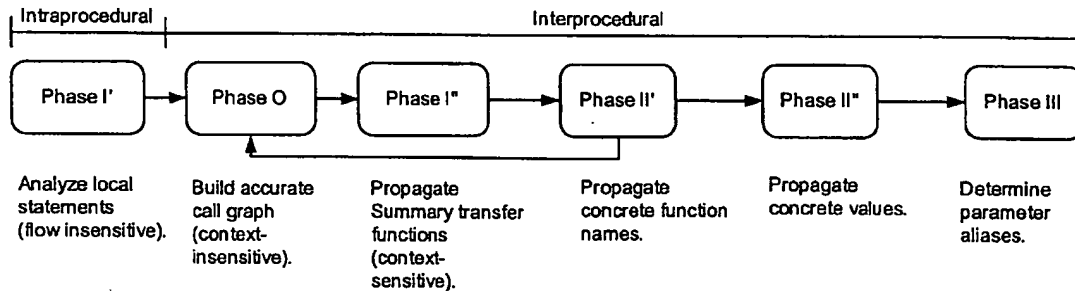 Intraprocedural
Interprocedural
Phase I'
Phase O
Phase I"
Phase II'
Phase II"
Phase III
Analyze local
statements
(flow insensitive).
Build accurate
call graph
(context-
insensitive).
Propagate
Summary transfer
functions
(context-
sensitive).
Propagate
concrete function
names.
Propagate
concrete values.
Determine
parameter
aliases.